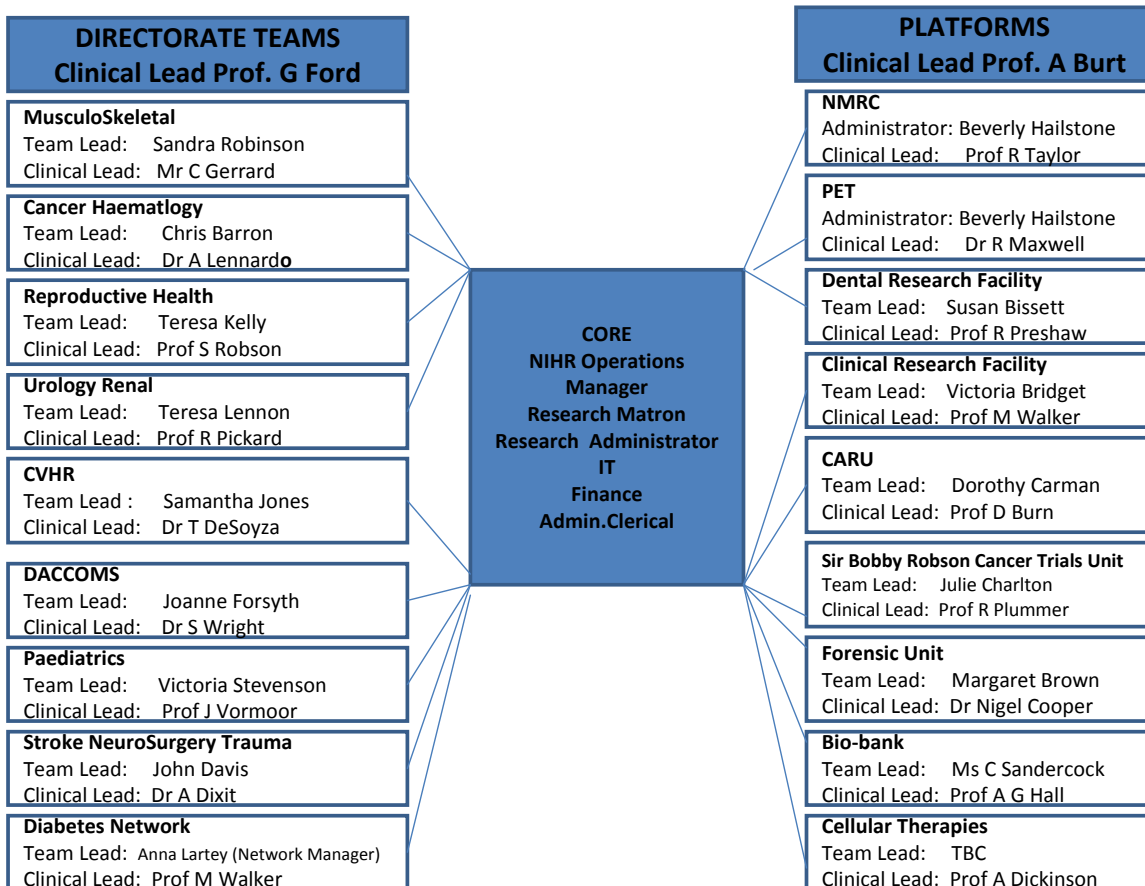 DIRECTORATE TEAMS
Clinical Lead Prof. G Ford
MusculoSkeletal
Team Lead: Sandra Robinson
Clinical Lead: Mr C Gerrard
Cancer Haematlogy
Team Lead: Chris Barron
Clinical Lead: Dr A Lennardo
Reproductive Health
Team Lead: Teresa Kelly
Clinical Lead: Prof S Robson
Urology Renal
Team Lead: Teresa Lennon
Clinical Lead: Prof R Pickard
CVHR
Team Lead : Samantha Jones
Clinical Lead: Dr T DeSoyza
DACCOMS
Team Lead: Joanne Forsyth
Clinical Lead: Dr S Wright
Paediatrics
Team Lead: Victoria Stevenson
Clinical Lead: Prof J Vormoor
Stroke NeuroSurgery Trauma
Team Lead: John Davis
Clinical Lead: Dr A Dixit
Diabetes Network
Team Lead: Anna Lartey (Network Manager)
Clinical Lead: Prof M Walker
CORE
NIHR Operations
Manager
Research Matron
Research Administrator
IT
Finance
Admin.Clerical
PLATFORMS
Clinical Lead Prof. A Burt
NMRC
Administrator: Beverly Hailstone
Clinical Lead: Prof R Taylor
PET
Administrator: Beverly Hailstone
Clinical Lead: Dr R Maxwell
Dental Research Facility
Team Lead: Susan Bissett
Clinical Lead: Prof R Preshaw
Clinical Research Facility
Team Lead: Victoria Bridget
Clinical Lead: Prof M Walker
CARU
Team Lead: Dorothy Carman
Clinical Lead: Prof D Burn
Sir Bobby Robson Cancer Trials Unit
Team Lead: Julie Charlton
Clinical Lead: Prof R Plummer
Forensic Unit
Team Lead: Margaret Brown
Clinical Lead: Dr Nigel Cooper
Bio-bank
Team Lead: Ms C Sandercock
Clinical Lead: Prof A G Hall
Cellular Therapies
Team Lead: TBC
Clinical Lead: Prof A Dickinson